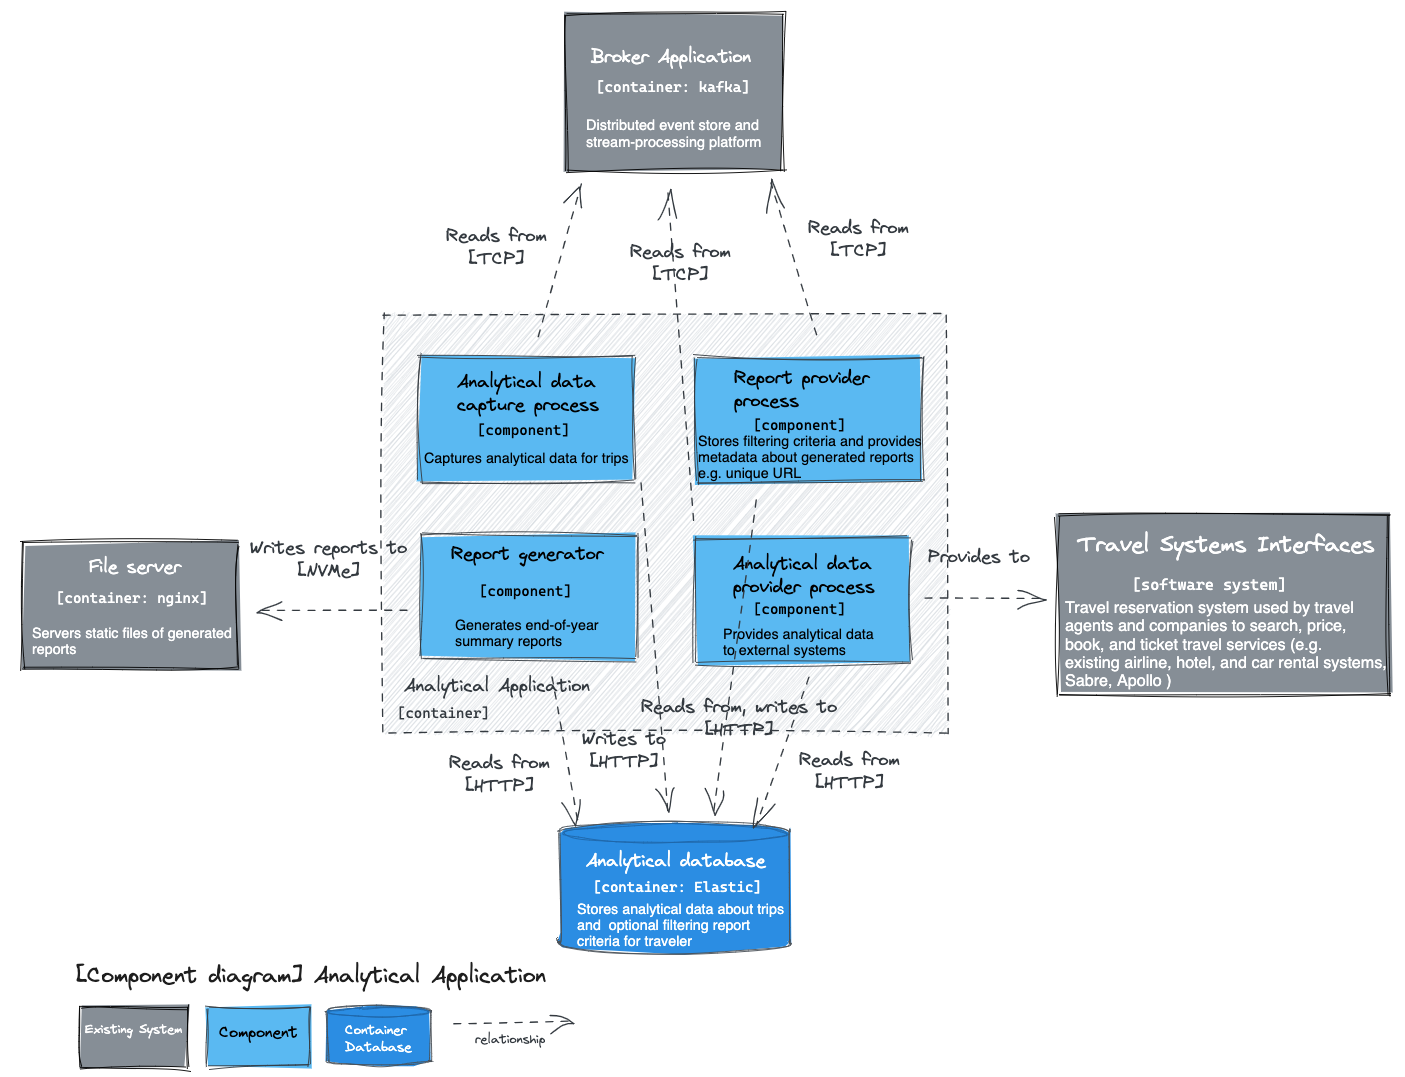 Broker Application
[container: kafka]
Distributed event store and
stream-processing platform
Reads from
[TCP]
Reads from
[TCP]
Reads from
[TCP]
Analytical data
capture process
[component]
Captures analytical data for trips
Report provider
process
[component]
Stores filtering criteria and provides
metadata about generated reports
e.g. unique URL
File server
[container: nginx]
Servers static files of generated
reports
Writes reports to
[NVMe]
Report generator
[component]
Generates end-of-year
summary reports
Analytical data
provider process
[component]
Provides analytical data
to external systems
Provides to
Travel Systems Interfaces
[software system]
Travel reservation system used by travel
agents and companies to search, price,
book, and ticket travel services (e.g.
existing airline, hotel, and car rental systems,
Sabre, Apollo )
Analytical Application
[container]
Reads from
[HTTP]
Writes to
[HTTP]
Reads from, writes to
[HTTP]
Reads from
[HTTP]
Analytical database
[container: Elastic]
Stores analytical data about trips
and  optional filtering report
criteria for traveler
[Component diagram] Analytical Application
Existing System
Component
Container
Database
relationship